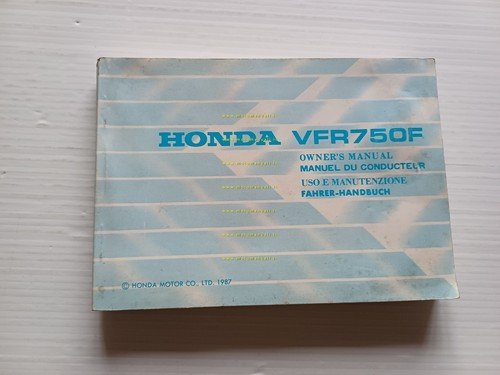 HONDA VFR750F
OWNER'S MANUAL
MANUEL DU CONDUCTEUR
USO E MANUTENZIONE
FAHRER-HANDBUCH
© HONDA MOTOR CO., LTD. 1987